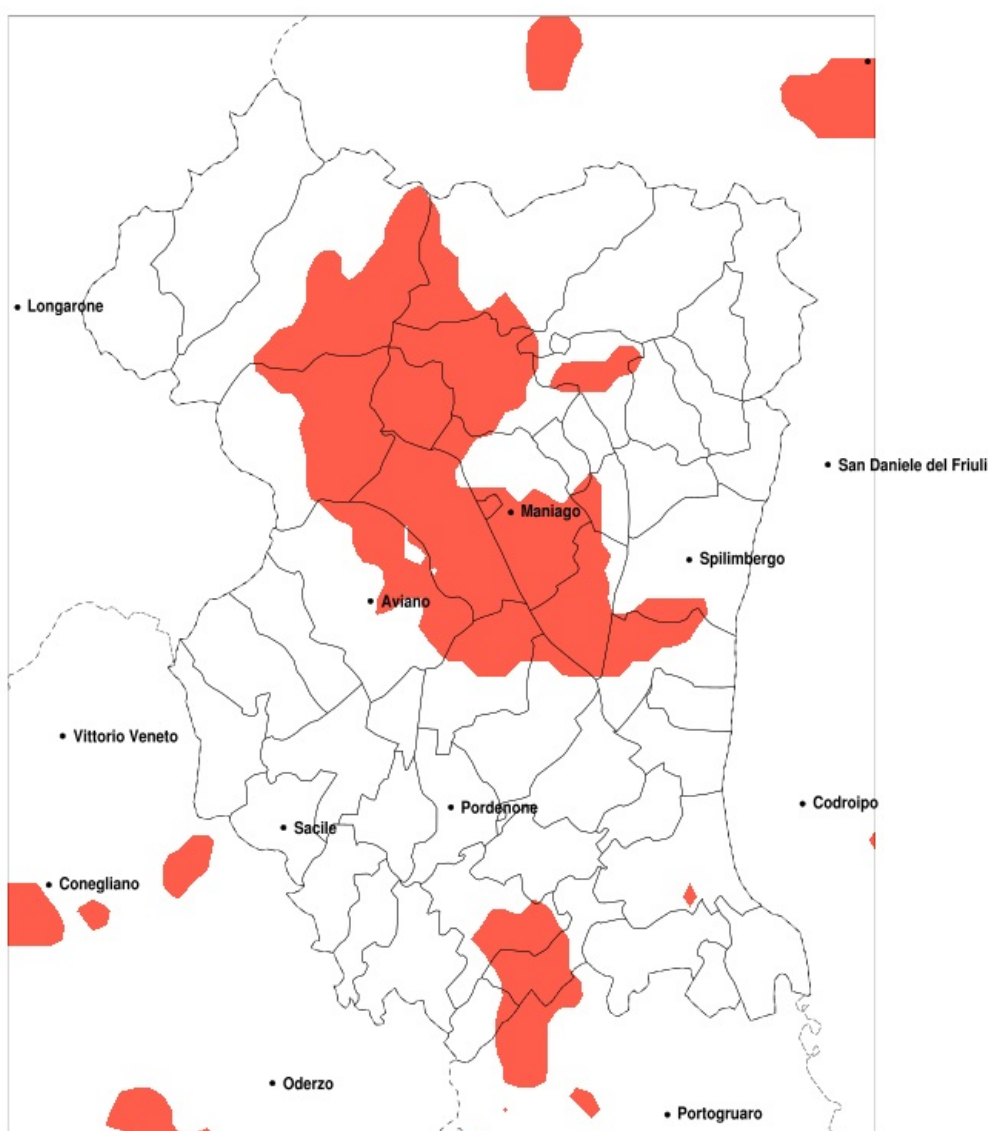 Longarone
San Daniele del Friuli
Maniago
Spilimbergo
Aviano
Vittorio Veneto
Codroipo
Pordenone
Sacile
Conegliano
Oderzo
Portogruaro